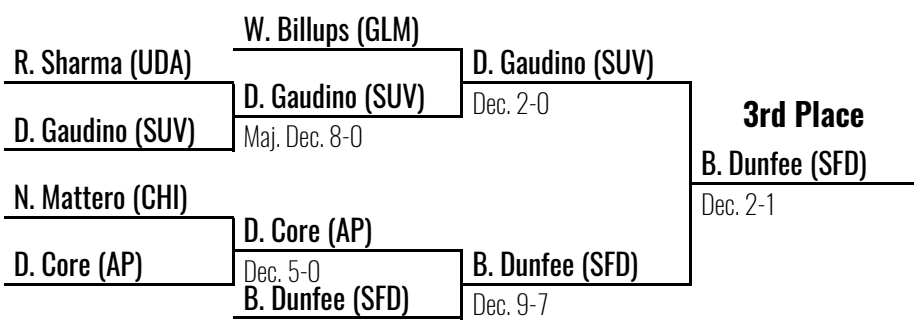 W. Billups (GLM)
R. Sharma (UDA)
D. Gaudino (SUV)
D. Gaudino (SUV)
Dec. 2-0
D. Gaudino (SUV)
Maj. Dec. 8-0
3rd Place
B. Dunfee (SFD)
Dec. 2-1
N. Mattero (CHI)
D. Core (AP)
D. Core (AP)
Dec. 5-0
B. Dunfee (SFD)
B. Dunfee (SFD)
Dec. 9-7